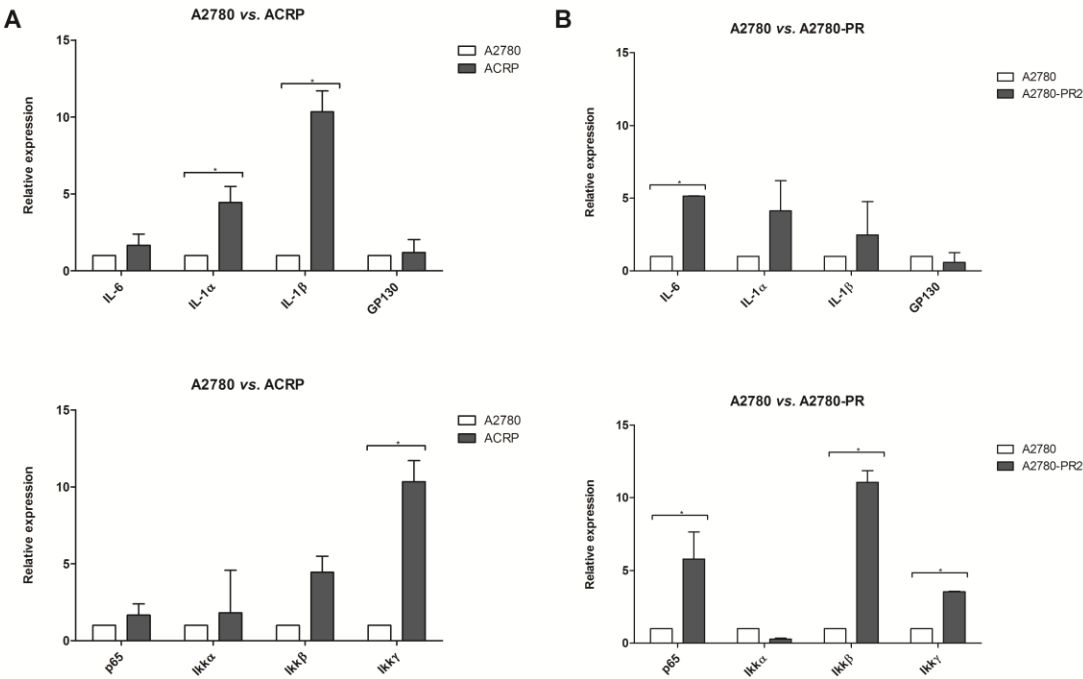 A
A2780 vs. ACRP
Relative expression
15
10
5
0
IL-6
IL-1α
IL-1β
GP130
A2780
ACRP
*
*
B
A2780 vs. A2780-PR
Relative expression
15
10
5
0
IL-6
IL-1α
IL-1β
GP130
A2780
A2780-PR2
*
A2780 vs. ACRP
Relative expression
15
10
5
0
p65
Ikkα
Ikkβ
Ikkγ
A2780
ACRP
*
A2780 vs. A2780-PR
Relative expression
15
10
5
0
p65
Ikkα
Ikkβ
Ikkγ
A2780
A2780-PR2
*
*
*